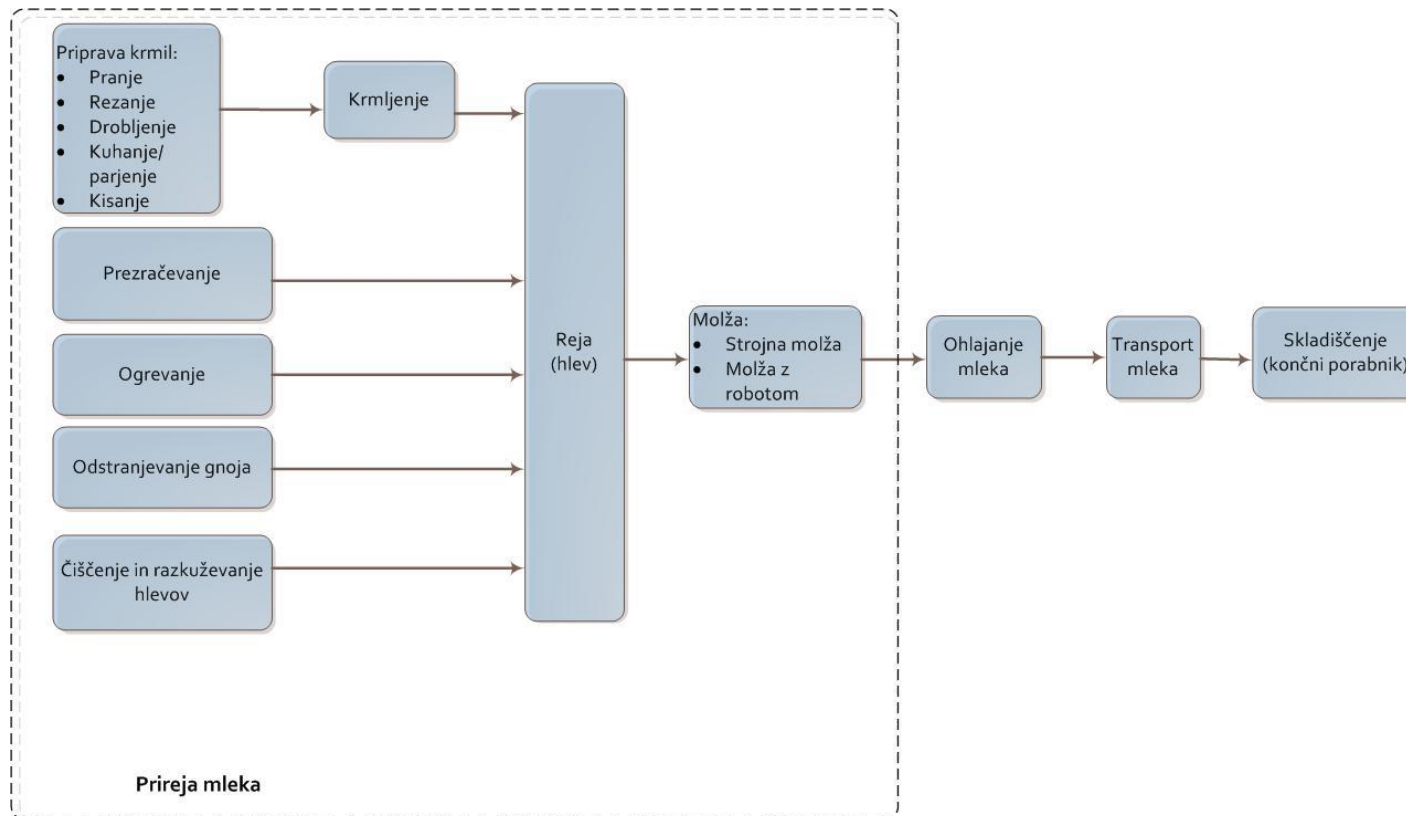 Priprava krmil:
• Pranje
• Rezanje
• Drobljenje
• Kuhanje/
parjenje
• Kisanje
Krmljenje
Prezračevanje
Ogrevanje
Odstranjevanje gnoja
Čiščenje in razkuževanje
hlevov
Reja
(hlev)
Molža:
• Strojna molža
• Molža z
robotom
Ohlajanje
mleka
Transport
mleka
Skladiščenje
(končni porabnik)
Prireja mleka